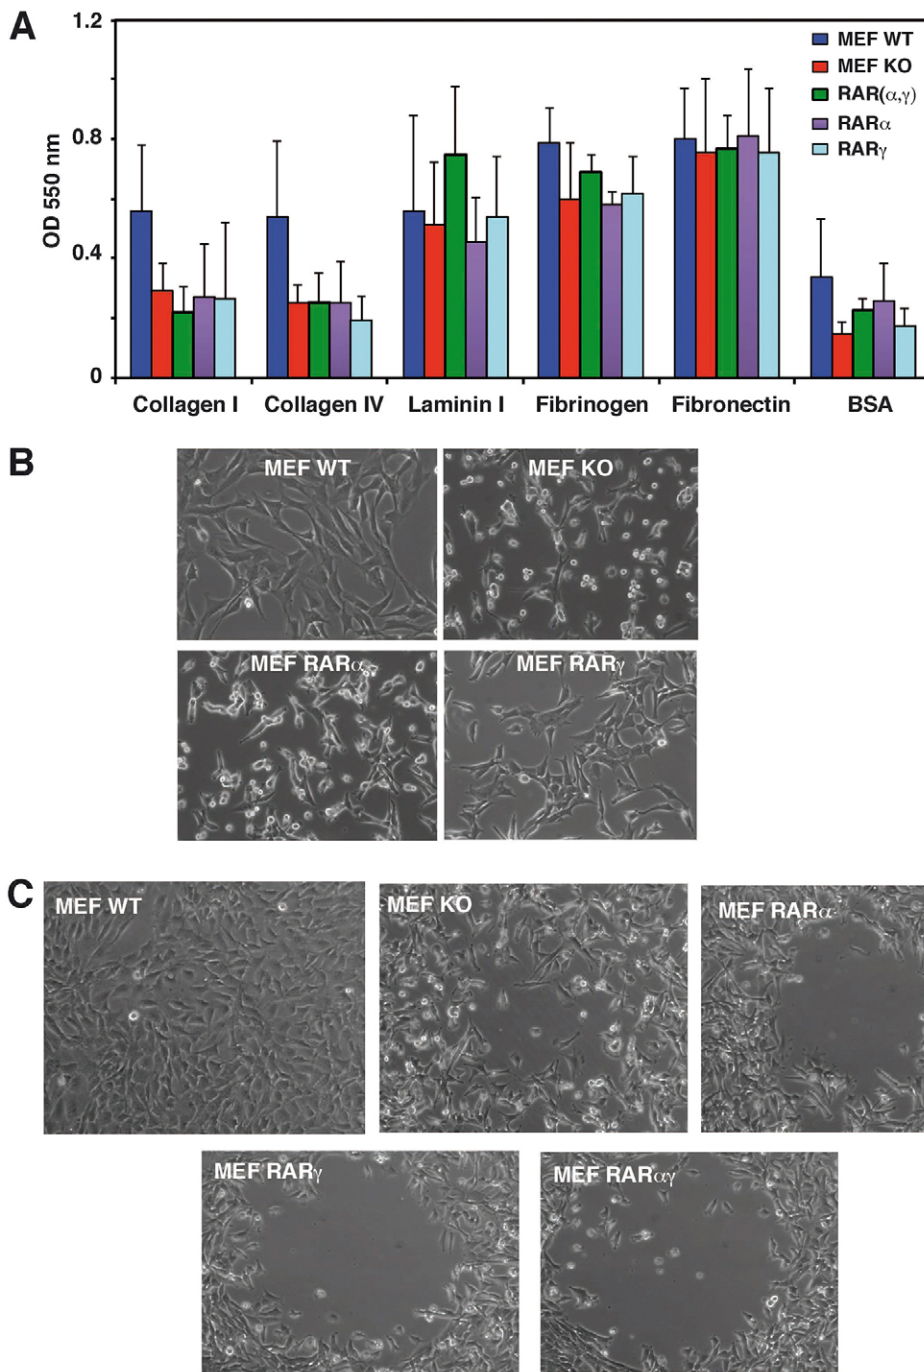 A
1.2
0.8
0.4
0
OD 550 nm
MEF WT
MEF KO
RAR(α,γ)
RARα
RARγ
Collagen I Collagen IV Laminin I Fibrinogen Fibronectin BSA
B
MEF WT MEF KO
MEF RARα MEF RARγ
C
MEF WT MEF KO MEF RARα
MEF RARγ MEF RARαγ